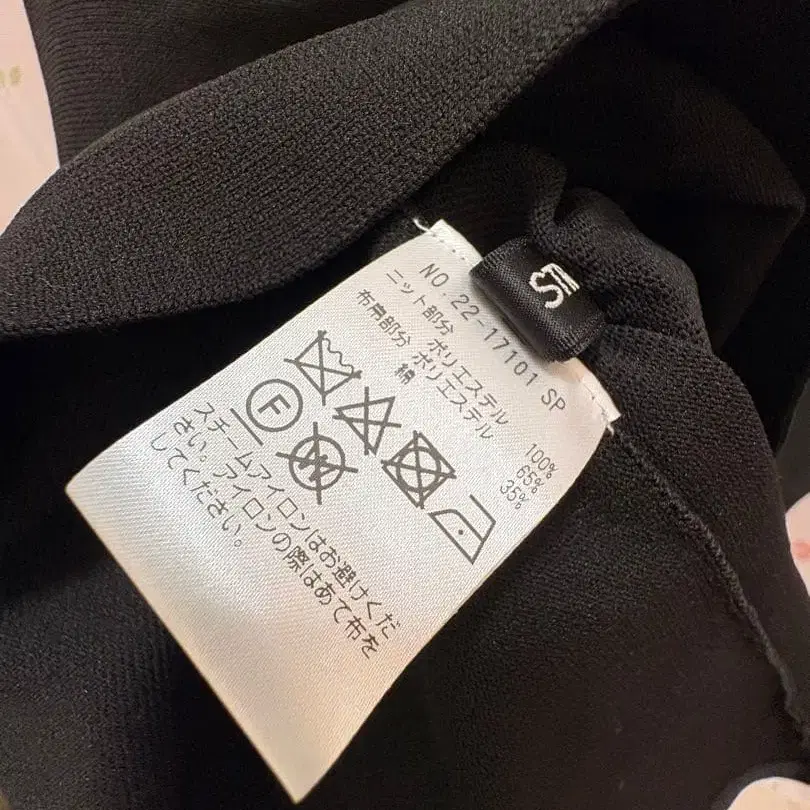 NO.22-17101 SP
ニット部分 ポリエステル 100%
布帛部分 ポリエステル 65%
綿 35%
F
W
スチームアイロンはお避けくだ
さい。アイロンの際はあて布を
してください。